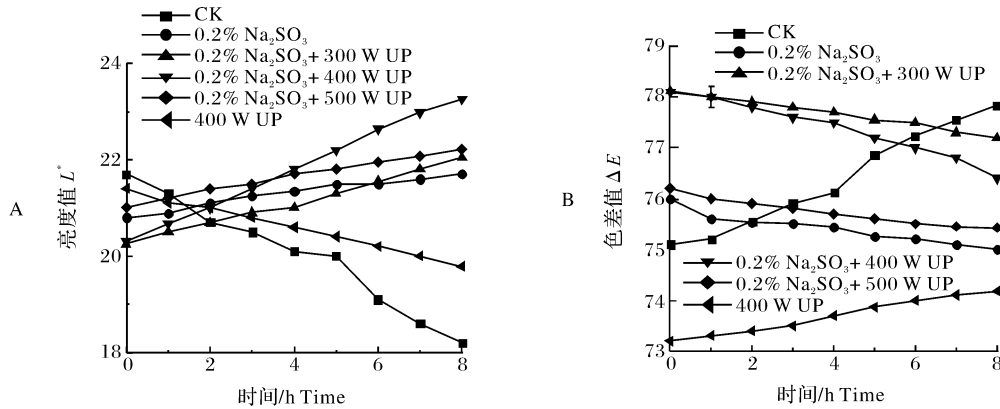 A
CK
0.2% Na₂SO₃
0.2% Na₂SO₃+ 300 W UP
0.2% Na₂SO₃+ 400 W UP
0.2% Na₂SO₃+ 500 W UP
400 W UP
亮度值 L*
24
22
20
18
0 2 4 6 8
时间/h Time
B
CK
0.2% Na₂SO₃
0.2% Na₂SO₃+ 300 W UP
0.2% Na₂SO₃+ 400 W UP
0.2% Na₂SO₃+ 500 W UP
400 W UP
色差值 ΔE
79
78
77
76
75
74
73
0 2 4 6 8
时间/h Time